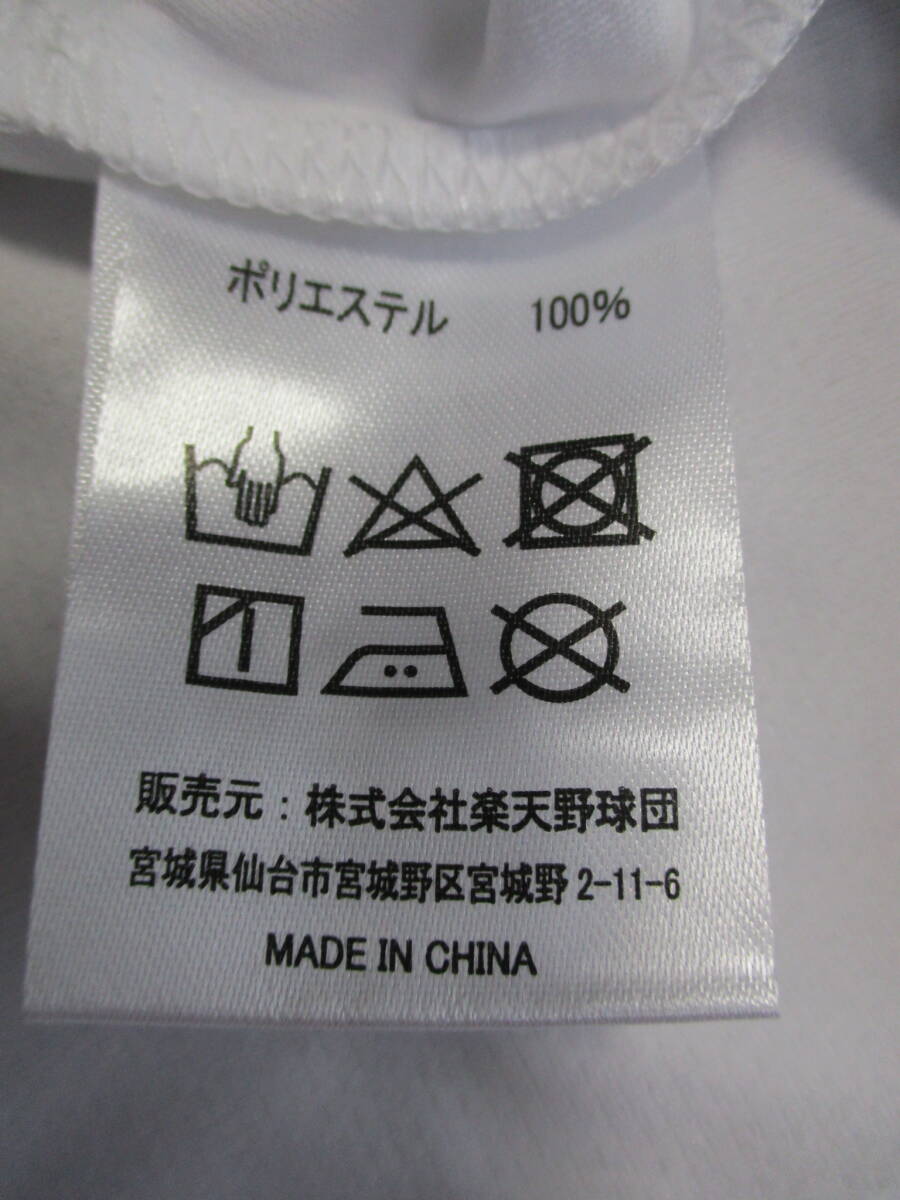 ポリエステル 100%
販売元：株式会社楽天野球団
宮城県仙台市宮城野区宮城野2-11-6
MADE IN CHINA